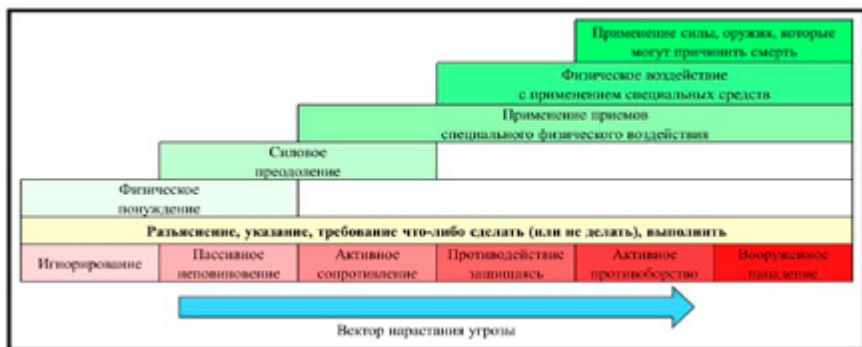 Применение силы, оружия, которые
могут причинить смерть
Физическое воздействие
с применением специальных средств
Применение приемов
специального физического воздействия
Силовое
преодоление
Физическое
понуждение
Разъяснение, указание, требование что-либо сделать (или не делать), выполнить
Игнорирование
Пассивное
неповиновение
Активное
сопротивление
Противодействие
защищаясь
Активное
противоборство
Вооруженное
нападение
Вектор нарастания угрозы